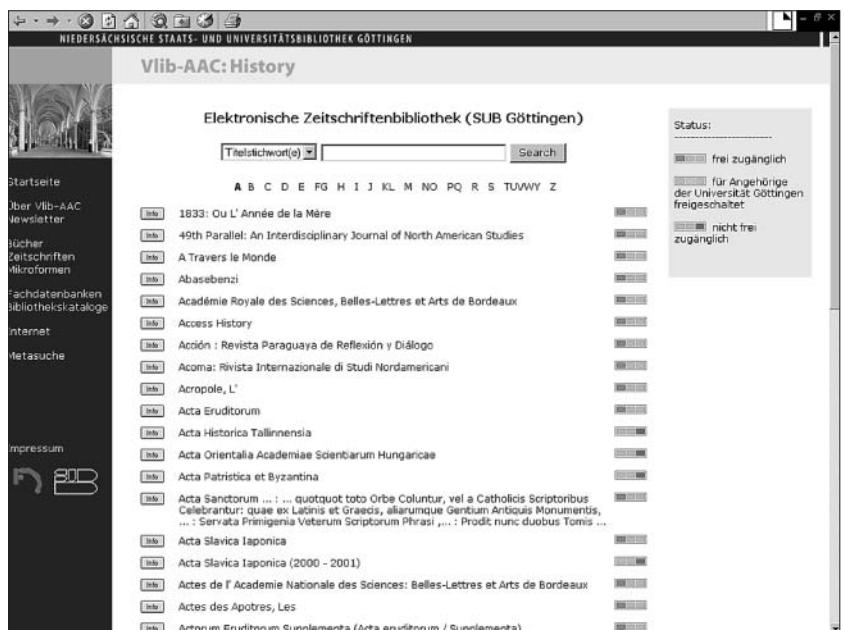 NIEDERSÄCHSISCHE STAATS- UND UNIVERSITÄTSBIBLIOTHEK GÖTTINGEN
Vlib-AAC: History
Startseite
Über Vlib-AAC
Newsletter
Bücher
Zeitschriften
Mikroformen
Fachdatenbanken
Bibliothekskataloge
Internet
Metasuche
Impressum
SUB
Elektronische Zeitschriftenbibliothek (SUB Göttingen)
Titelstichwort(e) Search
A B C D E FG H I J KL M NO PQ R S TUVWY Z
Info 1833: Ou L' Année de la Mère
Info 49th Parallel: An Interdisciplinary Journal of North American Studies
Info A Travers le Monde
Info Abasebenzi
Info Académie Royale des Sciences, Belles-Lettres et Arts de Bordeaux
Info Access History
Info Acción : Revista Paraguaya de Reflexión y Diálogo
Info Acoma: Rivista Internazionale di Studi Nordamericani
Info Acropole, L'
Info Acta Eruditorum
Info Acta Historica Tallinnensia
Info Acta Orientalia Academiae Scientiarum Hungaricae
Info Acta Patristica et Byzantina
Info Acta Sanctorum ... : ... quotquot toto Orbe Coluntur, vel a Catholicis Scriptoribus
Celebrantur: quae ex Latinis et Graecis, aliarumque Gentium Antiquis Monumentis,
... : Servata Primigenia Veterum Scriptorum Phrasi ,... : Prodit nunc duobus Tomis ...
Info Acta Slavica Iaponica
Info Acta Slavica Iaponica (2000 - 2001)
Info Actes de l' Academie Nationale des Sciences: Belles-Lettres et Arts de Bordeaux
Info Actes des Apotres, Les
Info Actorum Eruditorum Supplementa (Acta eruditorum / Supplementa)
Status:
------------------------
frei zugänglich
für Angehörige
der Universität Göttingen
freigeschaltet
nicht frei
zugänglich